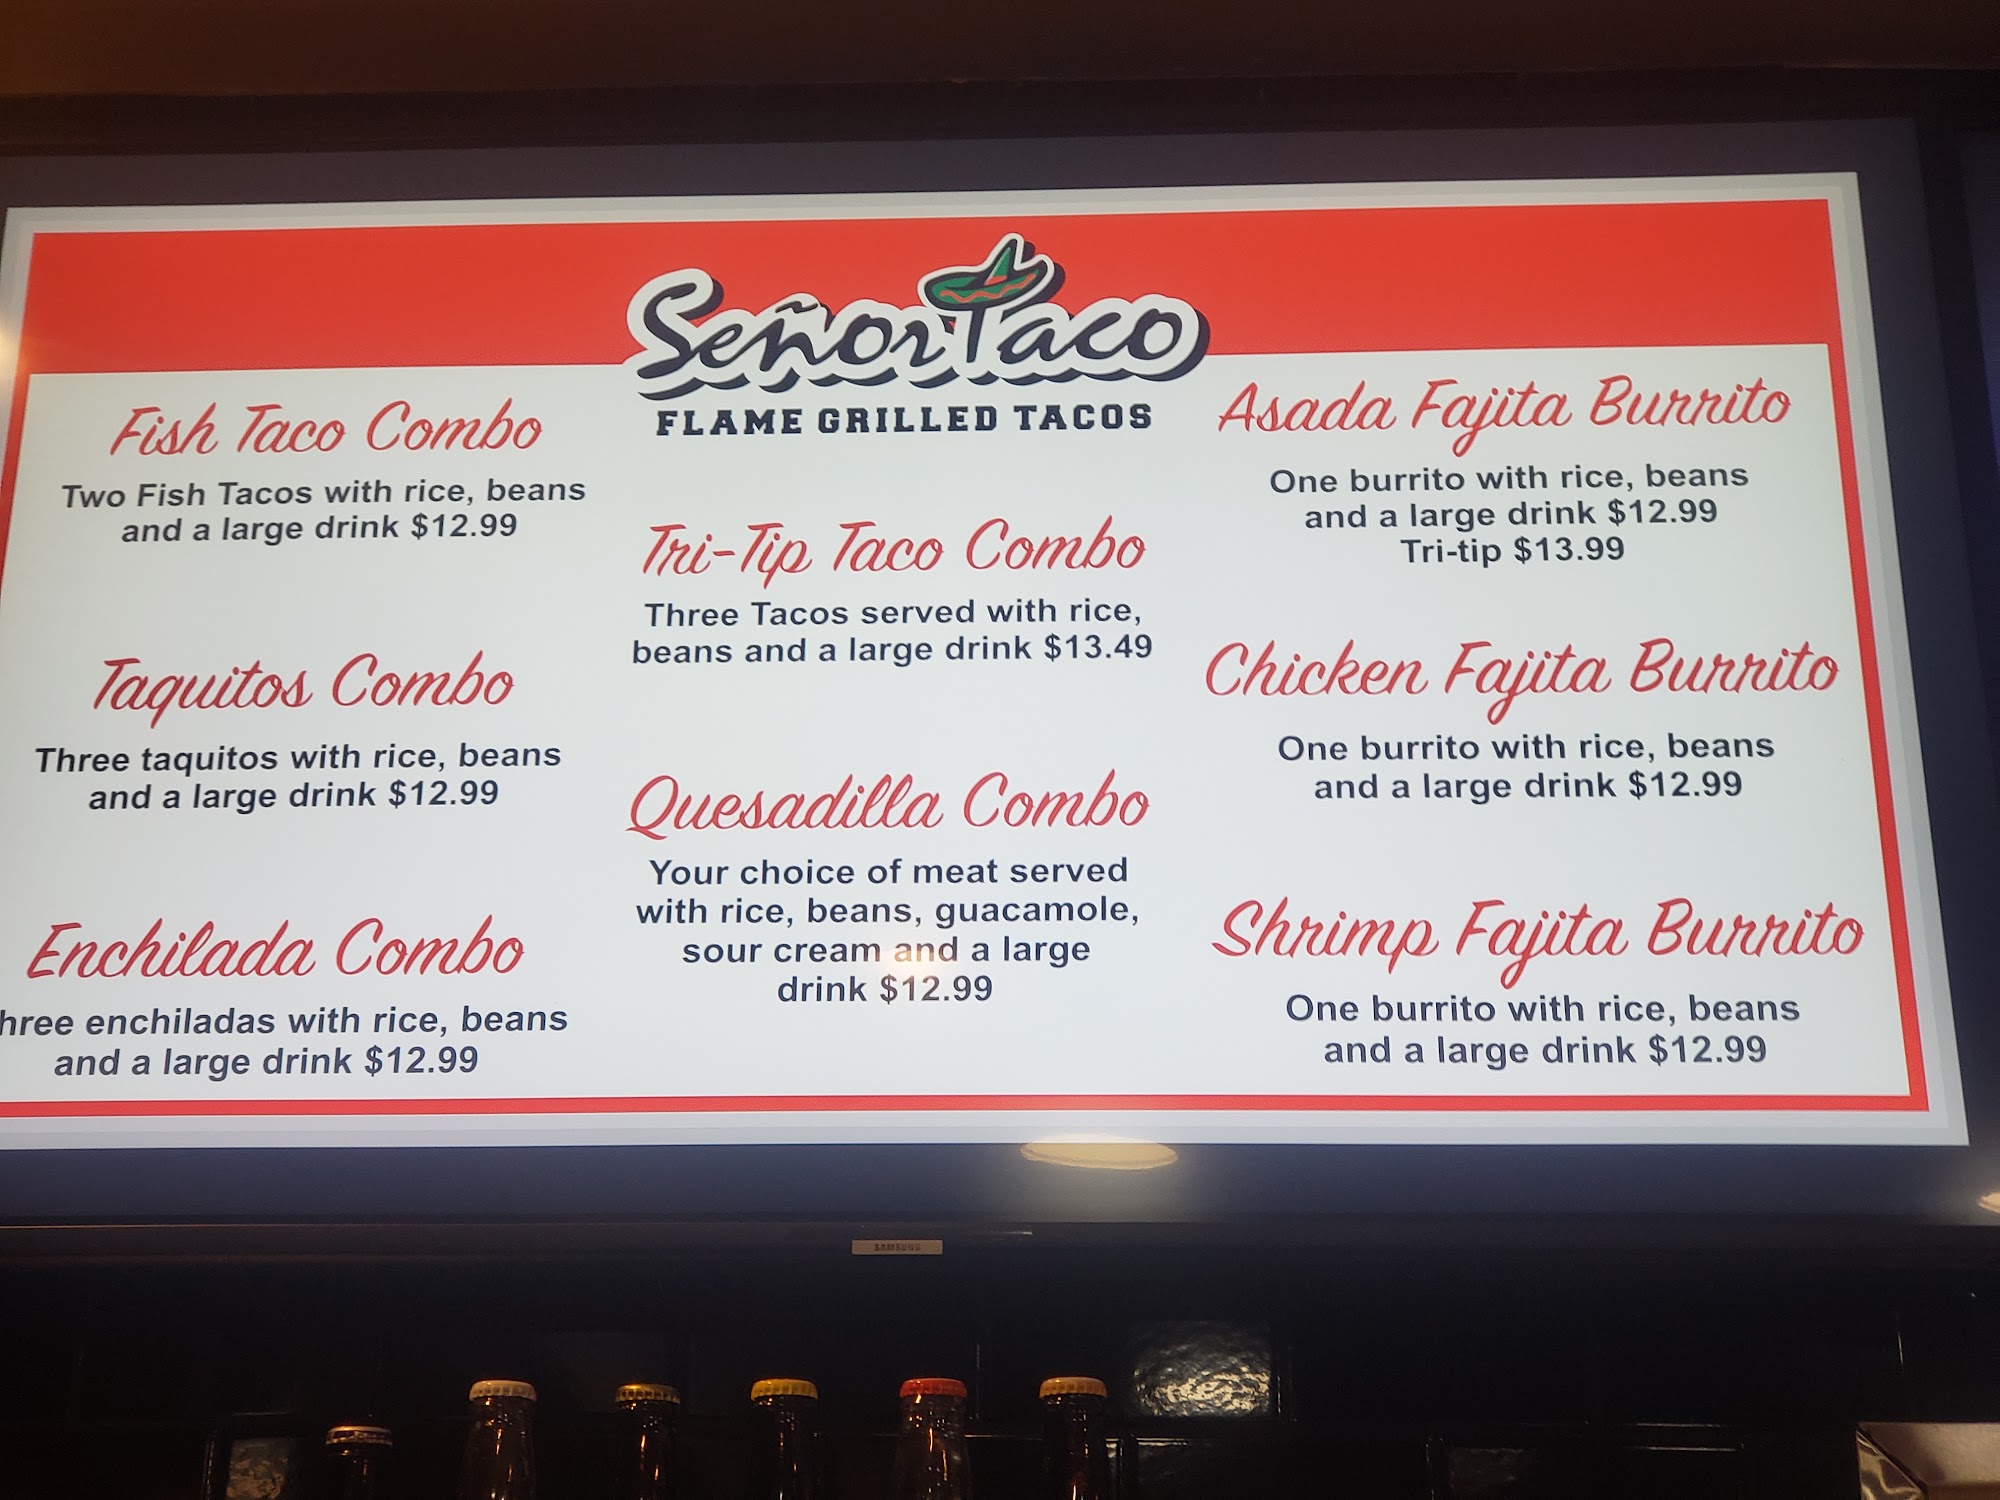 Señor Taco
FLAME GRILLED TACOS
Fish Taco Combo
Two Fish Tacos with rice, beans
and a large drink $12.99
Taquitos Combo
Three taquitos with rice, beans
and a large drink $12.99
Enchilada Combo
hree enchiladas with rice, beans
and a large drink $12.99
Tri-Tip Taco Combo
Three Tacos served with rice,
beans and a large drink $13.49
Quesadilla Combo
Your choice of meat served
with rice, beans, guacamole,
sour cream and a large
drink $12.99
Asada Fajita Burrito
One burrito with rice, beans
and a large drink $12.99
Tri-tip $13.99
Chicken Fajita Burrito
One burrito with rice, beans
and a large drink $12.99
Shrimp Fajita Burrito
One burrito with rice, beans
and a large drink $12.99
SAMSUNG